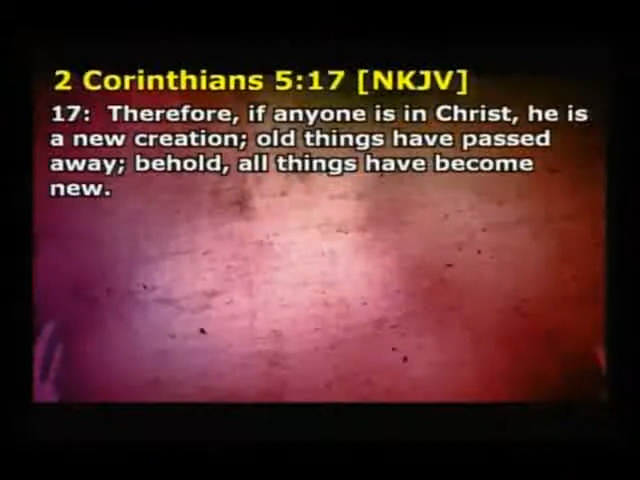 2 Corinthians 5:17 [NKJV]
17:  Therefore, if anyone is in Christ, he is
a new creation; old things have passed
away; behold, all things have become
new.